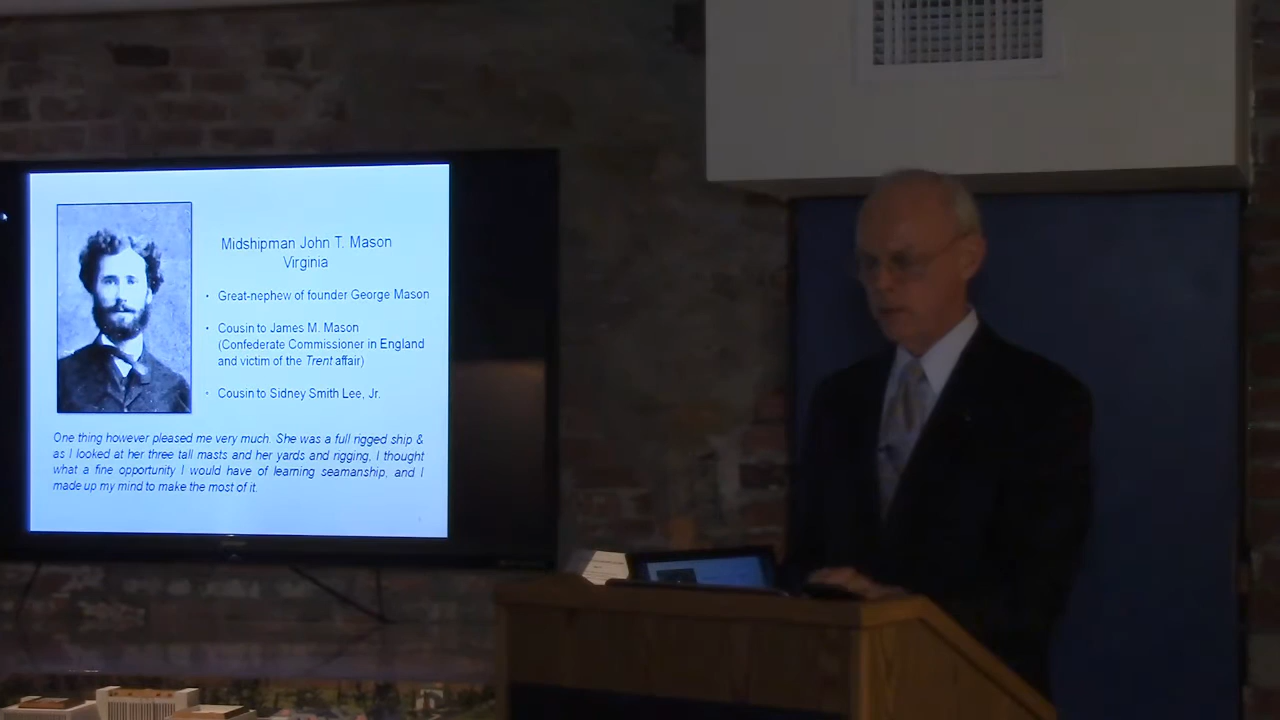 Midshipman John T. Mason
Virginia
• Great-nephew of founder George Mason
• Cousin to James M. Mason
(Confederate Commissioner in England
and victim of the Trent affair)
• Cousin to Sidney Smith Lee, Jr.
One thing however pleased me very much. She was a full rigged ship &
as I looked at her three tall masts and her yards and rigging, I thought
what a fine opportunity I would have of learning seamanship, and I
made up my mind to make the most of it.